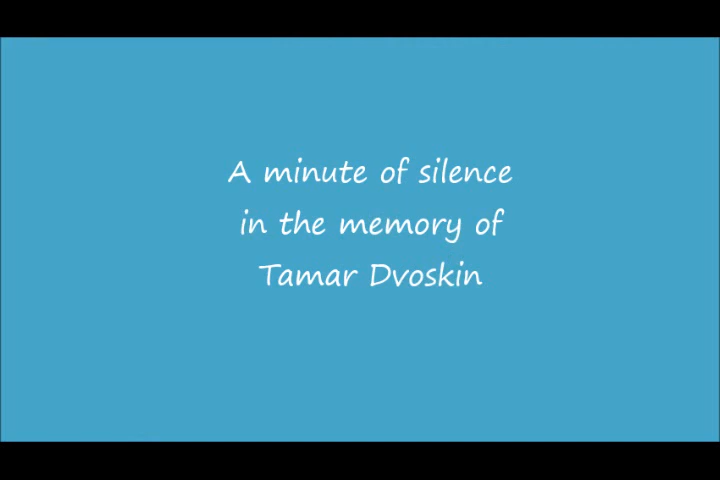 A minute of silence
in the memory of
Tamar Dvoskin